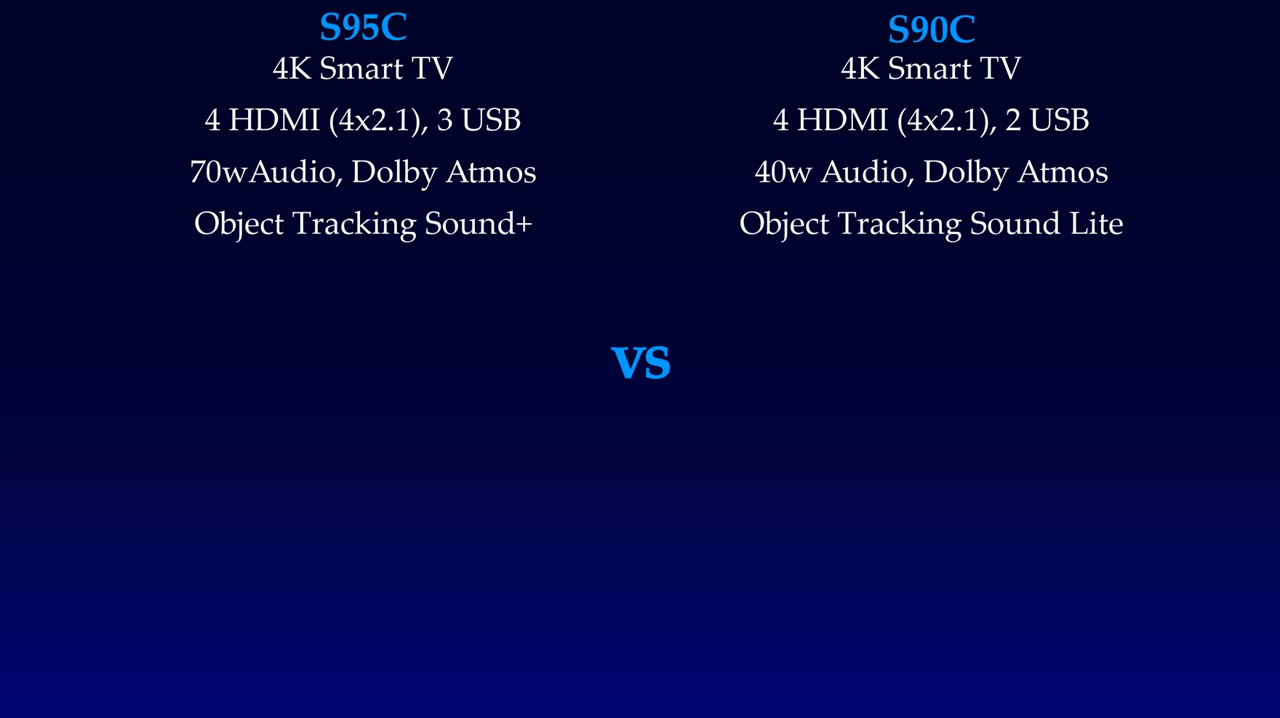 S95C
4K Smart TV
4 HDMI (4x2.1), 3 USB
70wAudio, Dolby Atmos
Object Tracking Sound+
S90C
4K Smart TV
4 HDMI (4x2.1), 2 USB
40w Audio, Dolby Atmos
Object Tracking Sound Lite
vs